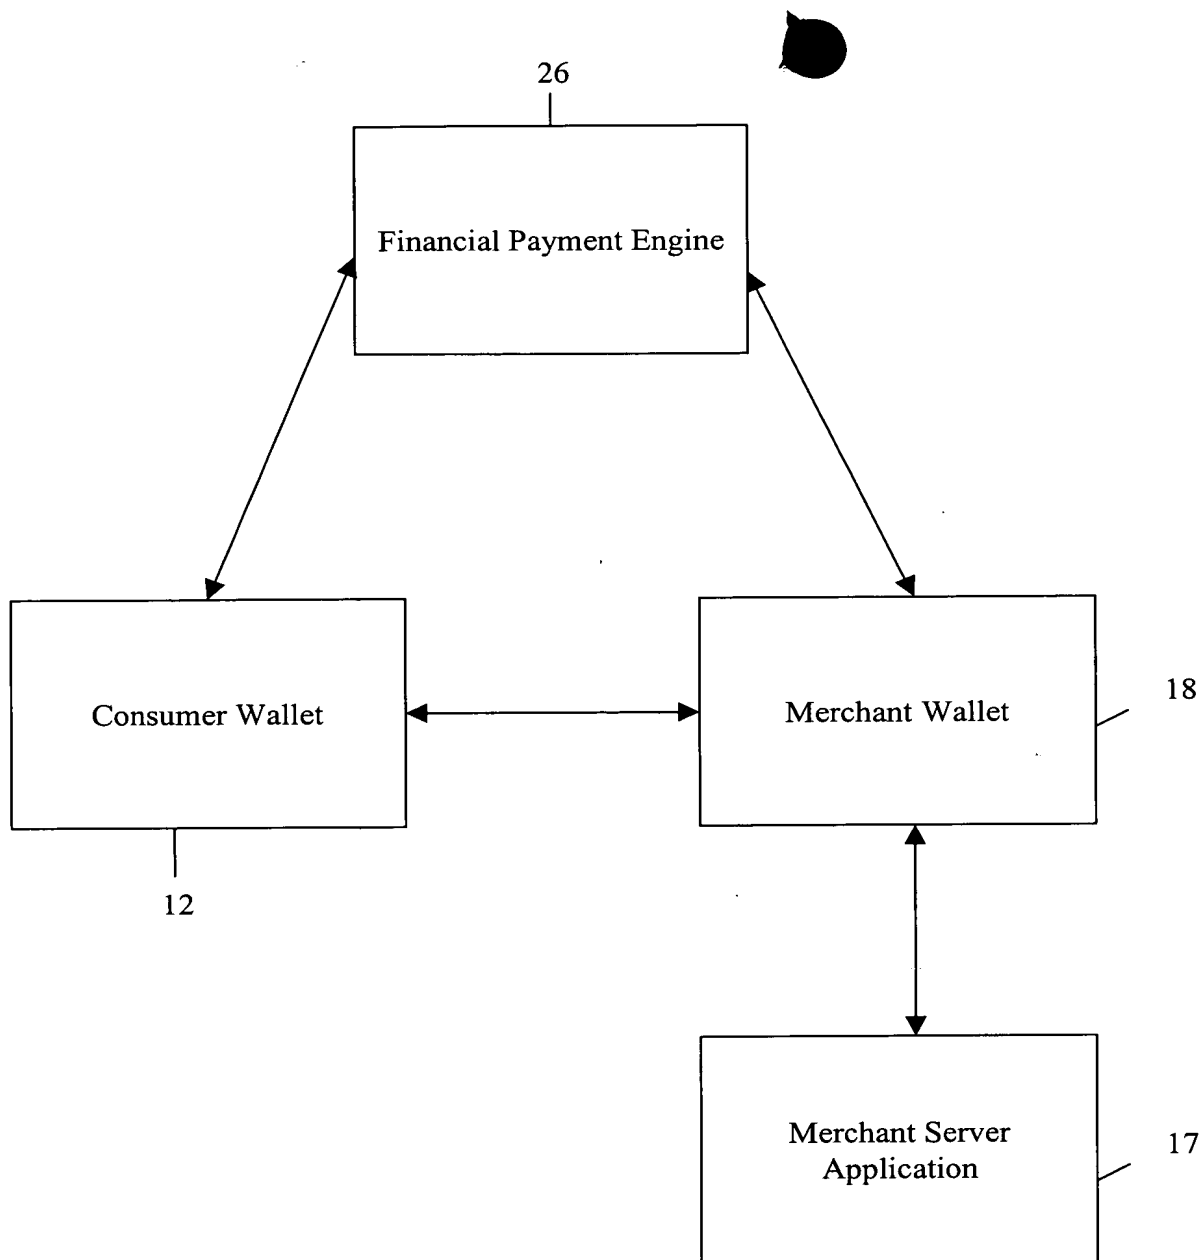 26
Financial Payment Engine
Consumer Wallet
Merchant Wallet
18
12
Merchant Server
Application
17